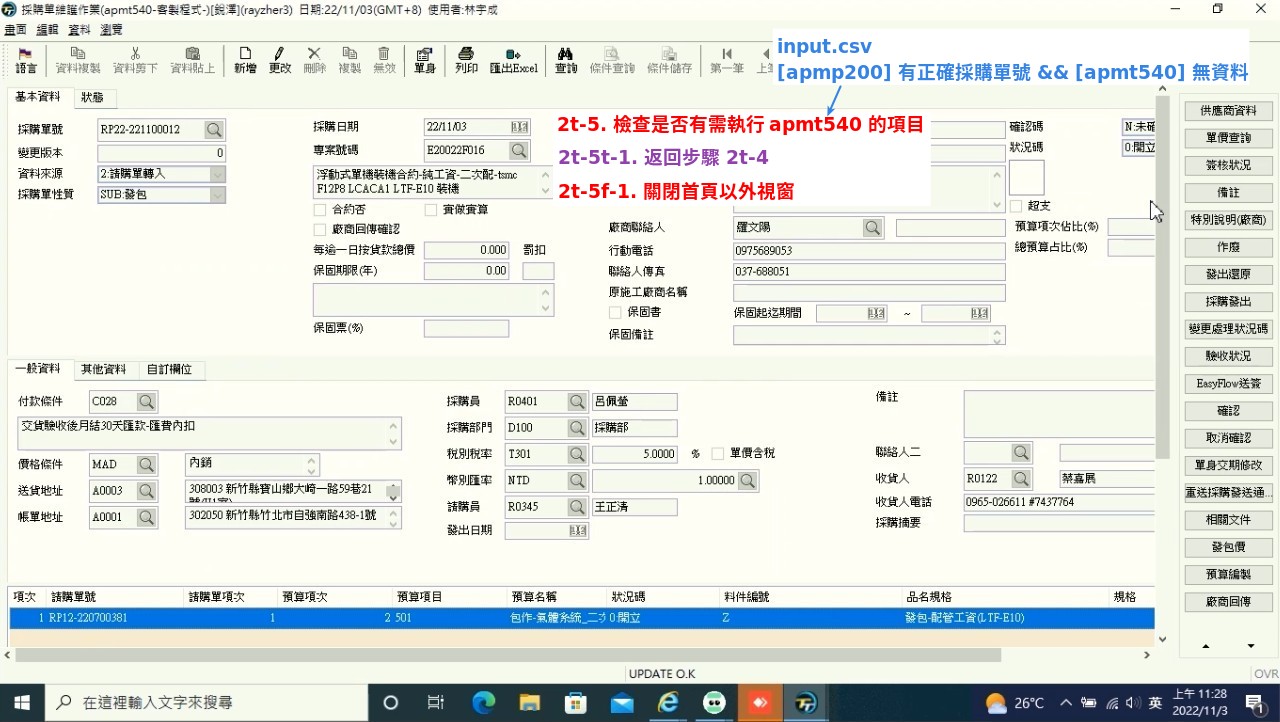 採購單維護作業(apmt540-客製程式-)[銳澤](rayzher3) 日期:22/11/03(GMT+8) 使用者:林宇威
畫面 編輯 資料 瀏覽
語言 資料複製 資料剪下 資料貼上 新增 更改 刪除 複製 無效 單身 列印 匯出Excel 查詢 條件查詢 條件儲存 第一筆
input.csv
[apmp200] 有正確採購單號 && [apmt540] 無資料
基本資料 狀態
採購單號 RP22-221100012
變更版本 0
資料來源 2:請購單轉入
採購單性質 SUB:發包
採購日期 22/11/03
專案號碼 E20022F016
浮動式單機裝機合約-純工資-二次配-tsmc
F12P8 LCACA1 LTF-E10 裝機
合約否 實做實算
廠商回傳確認
每逾一日按貨款總價 0.000 罰扣
保固期限(年) 0.00
保固票(%)
2t-5. 檢查是否有需執行 apmt540 的項目
2t-5t-1. 返回步驟 2t-4
2t-5f-1. 關閉首頁以外視窗
廠商聯絡人 羅文陽
行動電話 0975689053
聯絡人傳真 037-688051
原施工廠商名稱
保固書 保固起迄期間 ~
保固備註
確認碼 N:未確
狀況碼 0:開立
超支
預算項次佔比(%)
總預算占比(%)
一般資料 其他資料 自訂欄位
付款條件 C028
交貨驗收後月結30天匯款-匯費內扣
價格條件 MAD 內銷
送貨地址 A0003 308003 新竹縣寶山鄉大崎一路59巷21
帳單地址 A0001 302050 新竹縣竹北市自強南路438-1號
採購員 R0401 呂佩螢
採購部門 D100 採購部
稅別稅率 T301 5.0000 % 單價含稅
幣別匯率 NTD 1.00000
請購員 R0345 王正清
發出日期
備註
聯絡人二
收貨人 R0122 禁嘉展
收貨人電話 0965-026611 #7437764
採購摘要
項次 請購單號 請購單項次 預算項次 預算項目 預算名稱 狀況碼 料件編號 品名規格 規格
1 RP12-220700381 1 2 501 包作-氣體系統_二次 0:開立 Z 發包-配管工資(LTF-E10)
供應商資料
單價查詢
簽核狀況
備註
特別說明(廠商)
作廢
發出還原
採購發出
變更處理狀況碼
驗收狀況
EasyFlow送簽
確認
取消確認
單身交期修改
重送採購發送通...
相關文件
發包價
預算編製
廠商回傳
UPDATE O.K
OVR
在這裡輸入文字來搜尋
26°C 英 上午 11:28
2022/11/3
1